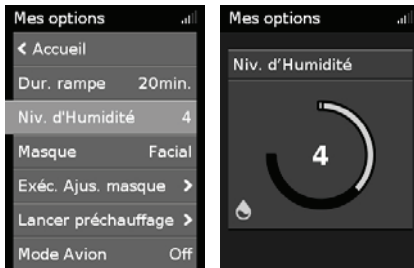 Mes options
< Accueil
Dur. rampe 20min.
Niv. d'Humidité 4
Masque Facial
Exéc. Ajus. masque >
Lancer préchauffage >
Mode Avion Off
Mes options
Niv. d’Humidité
4